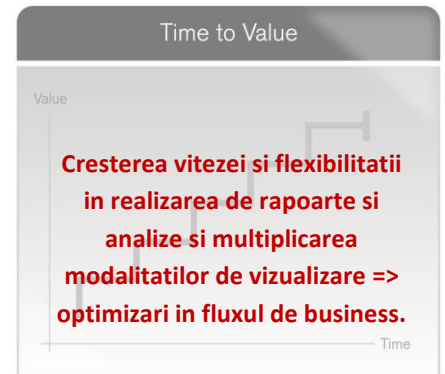 Time to Value
Value
Cresterea vitezei si flexibilitatii
in realizarea de rapoarte si
analize si multiplicarea
modalitatilor de vizualizare =>
optimizari in fluxul de business.
Time